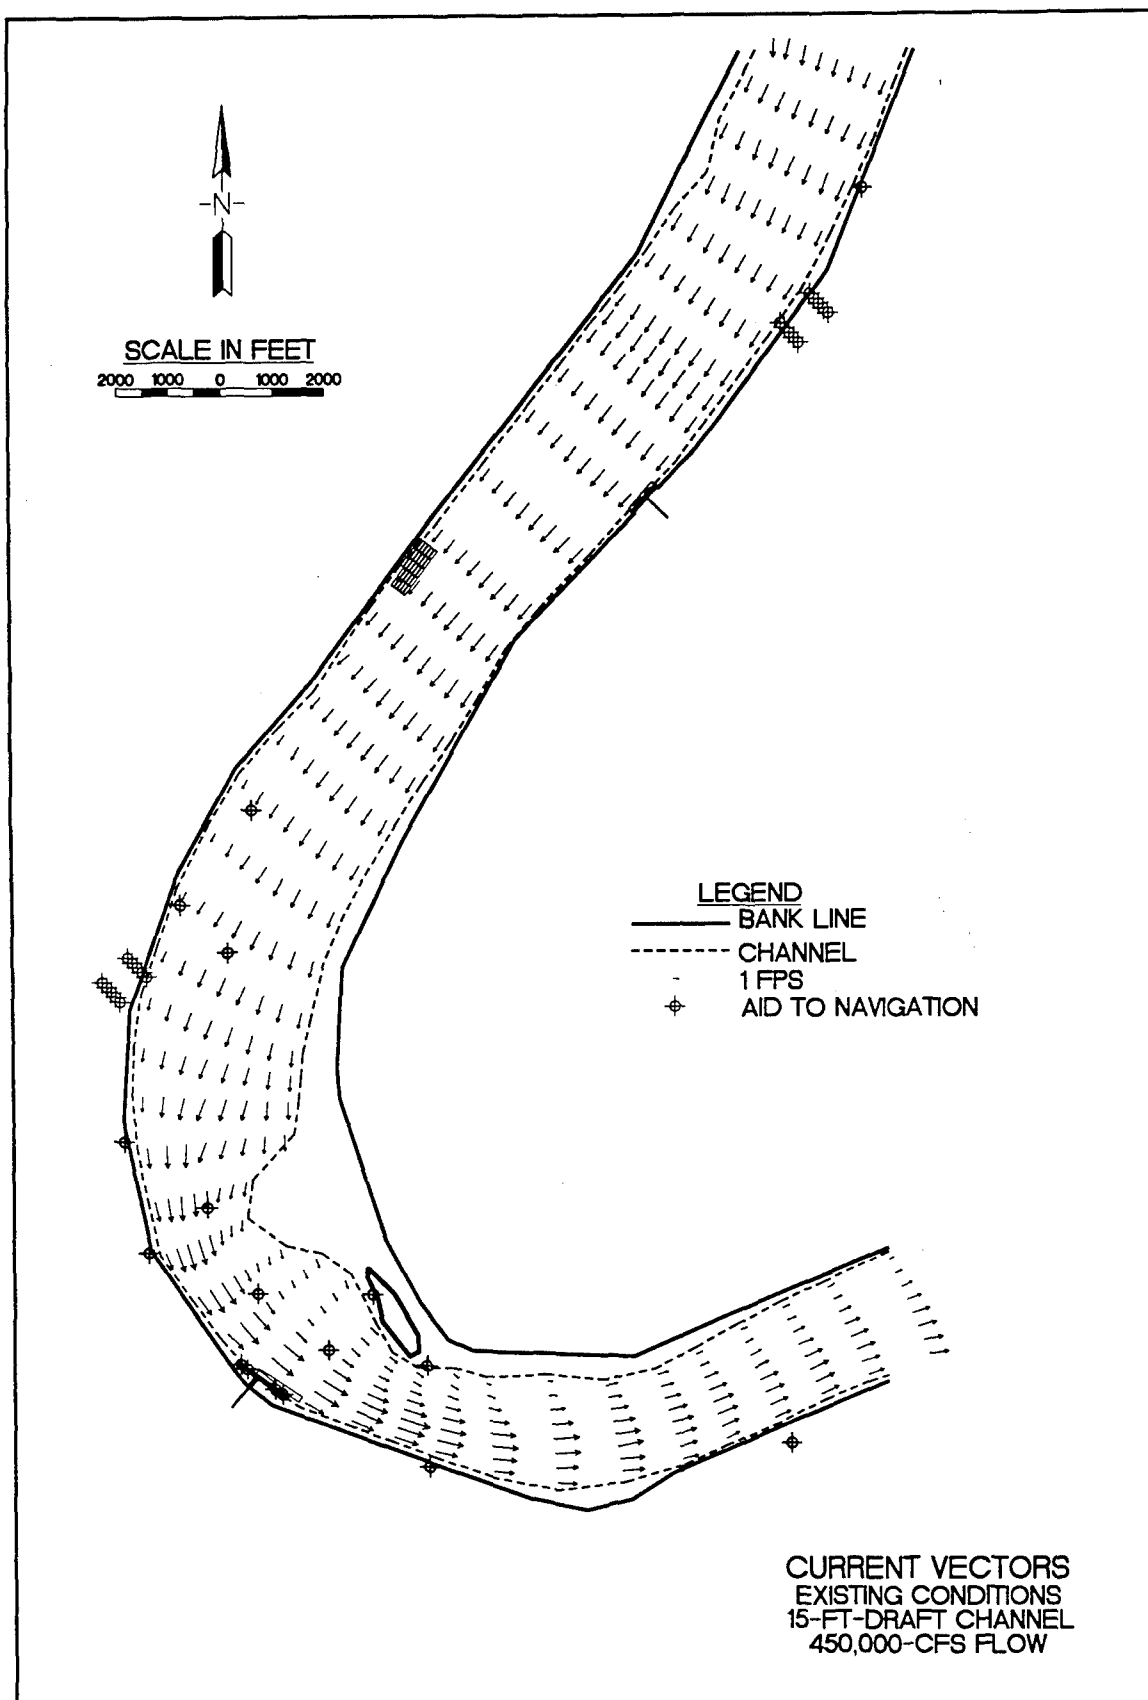 -N-
SCALE IN FEET
2000 1000 0 1000 2000
LEGEND
BANK LINE
CHANNEL
1 FPS
AID TO NAVIGATION
CURRENT VECTORS
EXISTING CONDITIONS
15-FT-DRAFT CHANNEL
450,000-CFS FLOW